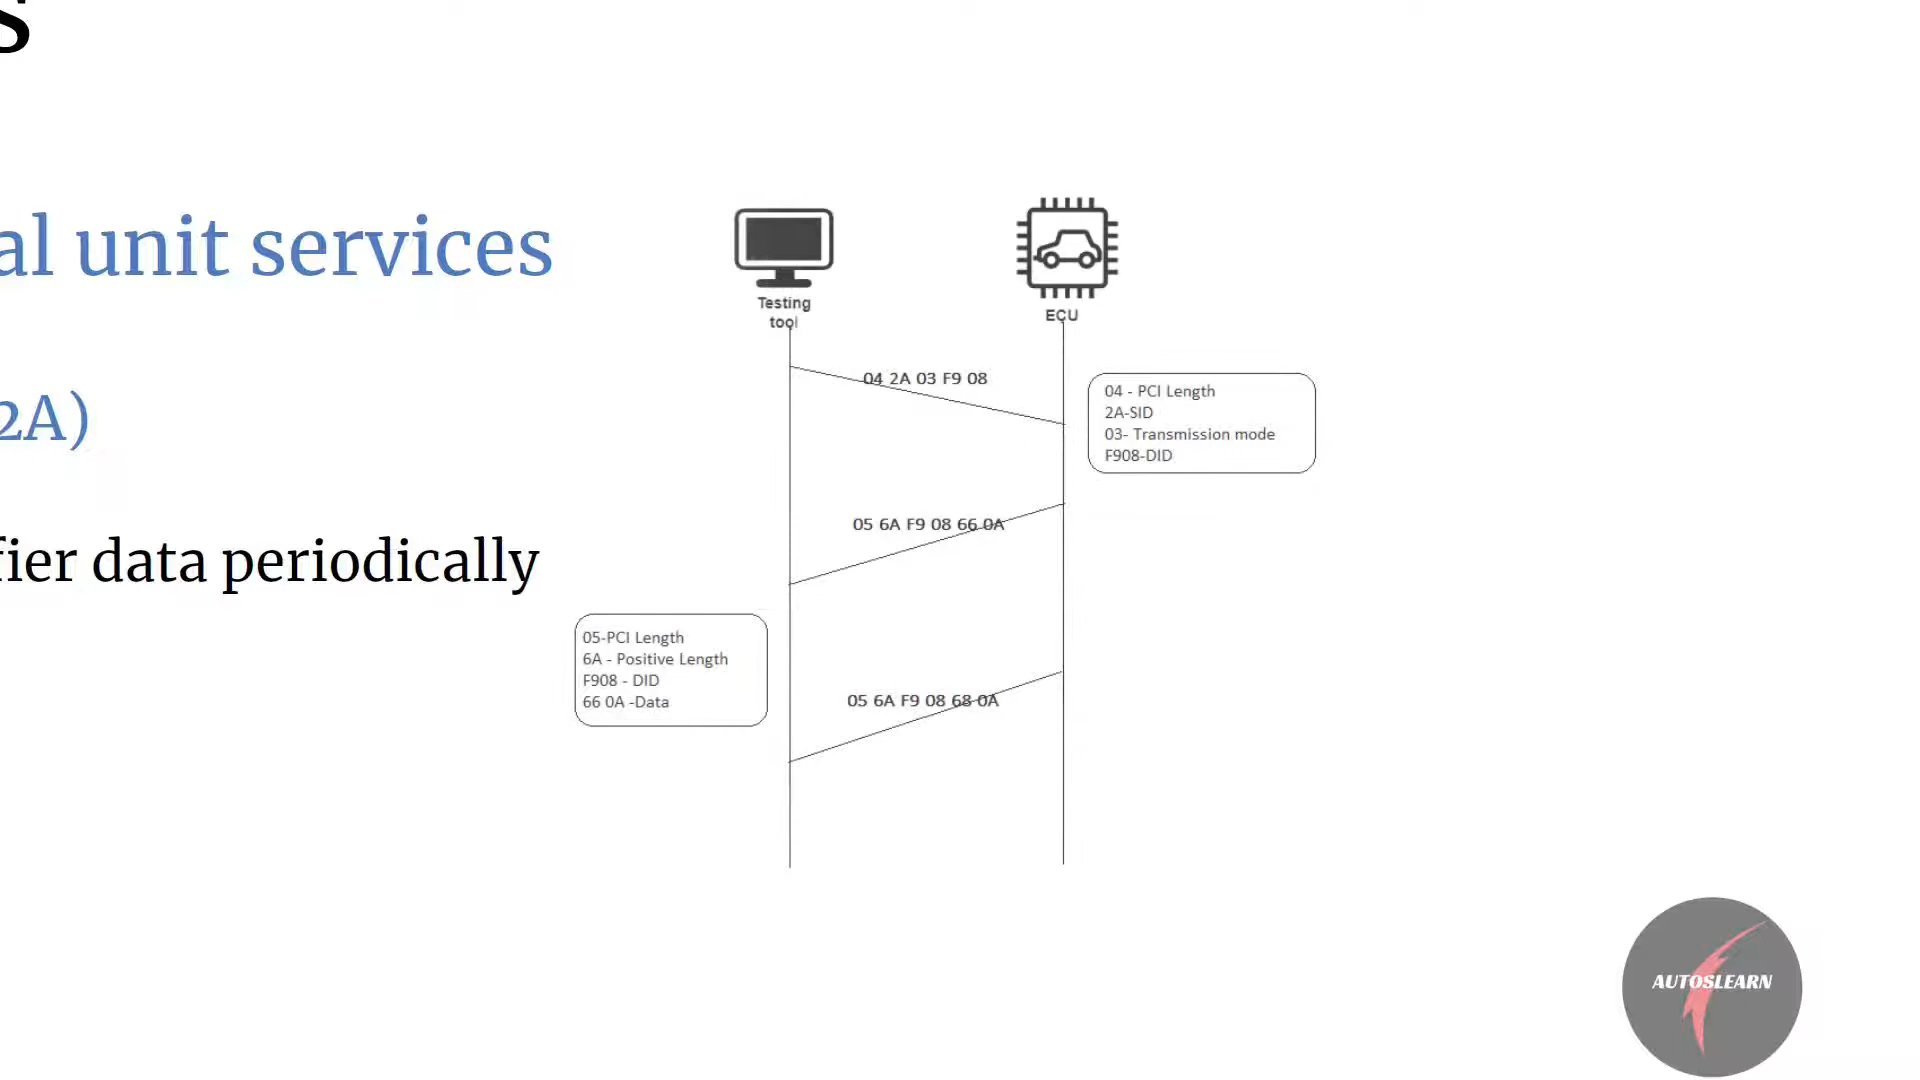 s
al unit services
2A)
fier data periodically
Testing
tool
ECU
04 2A 03 F9 08
04 - PCI Length
2A-SID
03- Transmission mode
F908-DID
05 6A F9 08 66 0A
05-PCI Length
6A - Positive Length
F908 - DID
66 0A -Data
05 6A F9 08 68 0A
AUTOSLEARN